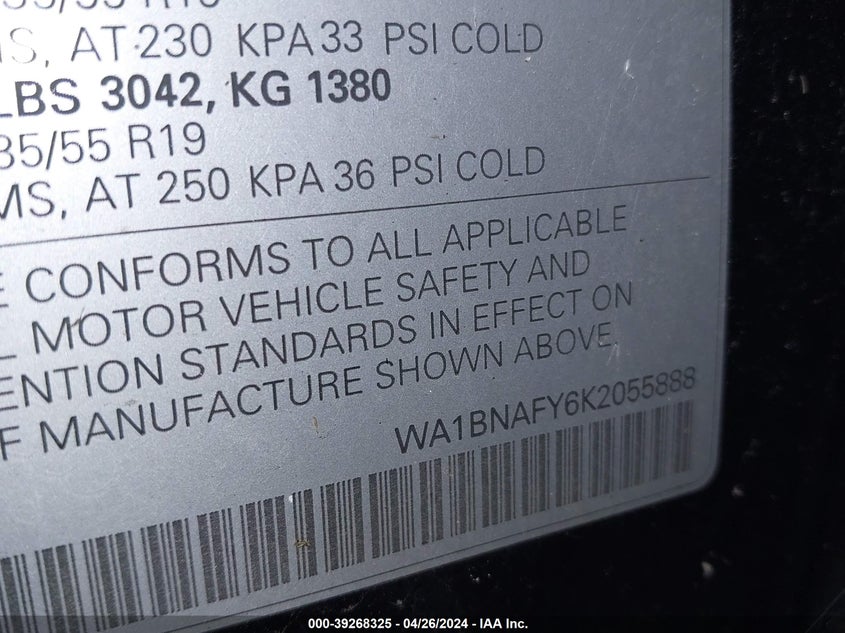 AT 230 KPA 33 PSI COLD
LBS 3042, KG 1380
35/55 R19
MS, AT 250 KPA 36 PSI COLD
E CONFORMS TO ALL APPLICABLE
L MOTOR VEHICLE SAFETY AND
ENTION STANDARDS IN EFFECT ON
F MANUFACTURE SHOWN ABOVE.
WA1BNAFY6K2055888
000-39268325 - 04/26/2024 - IAA Inc.